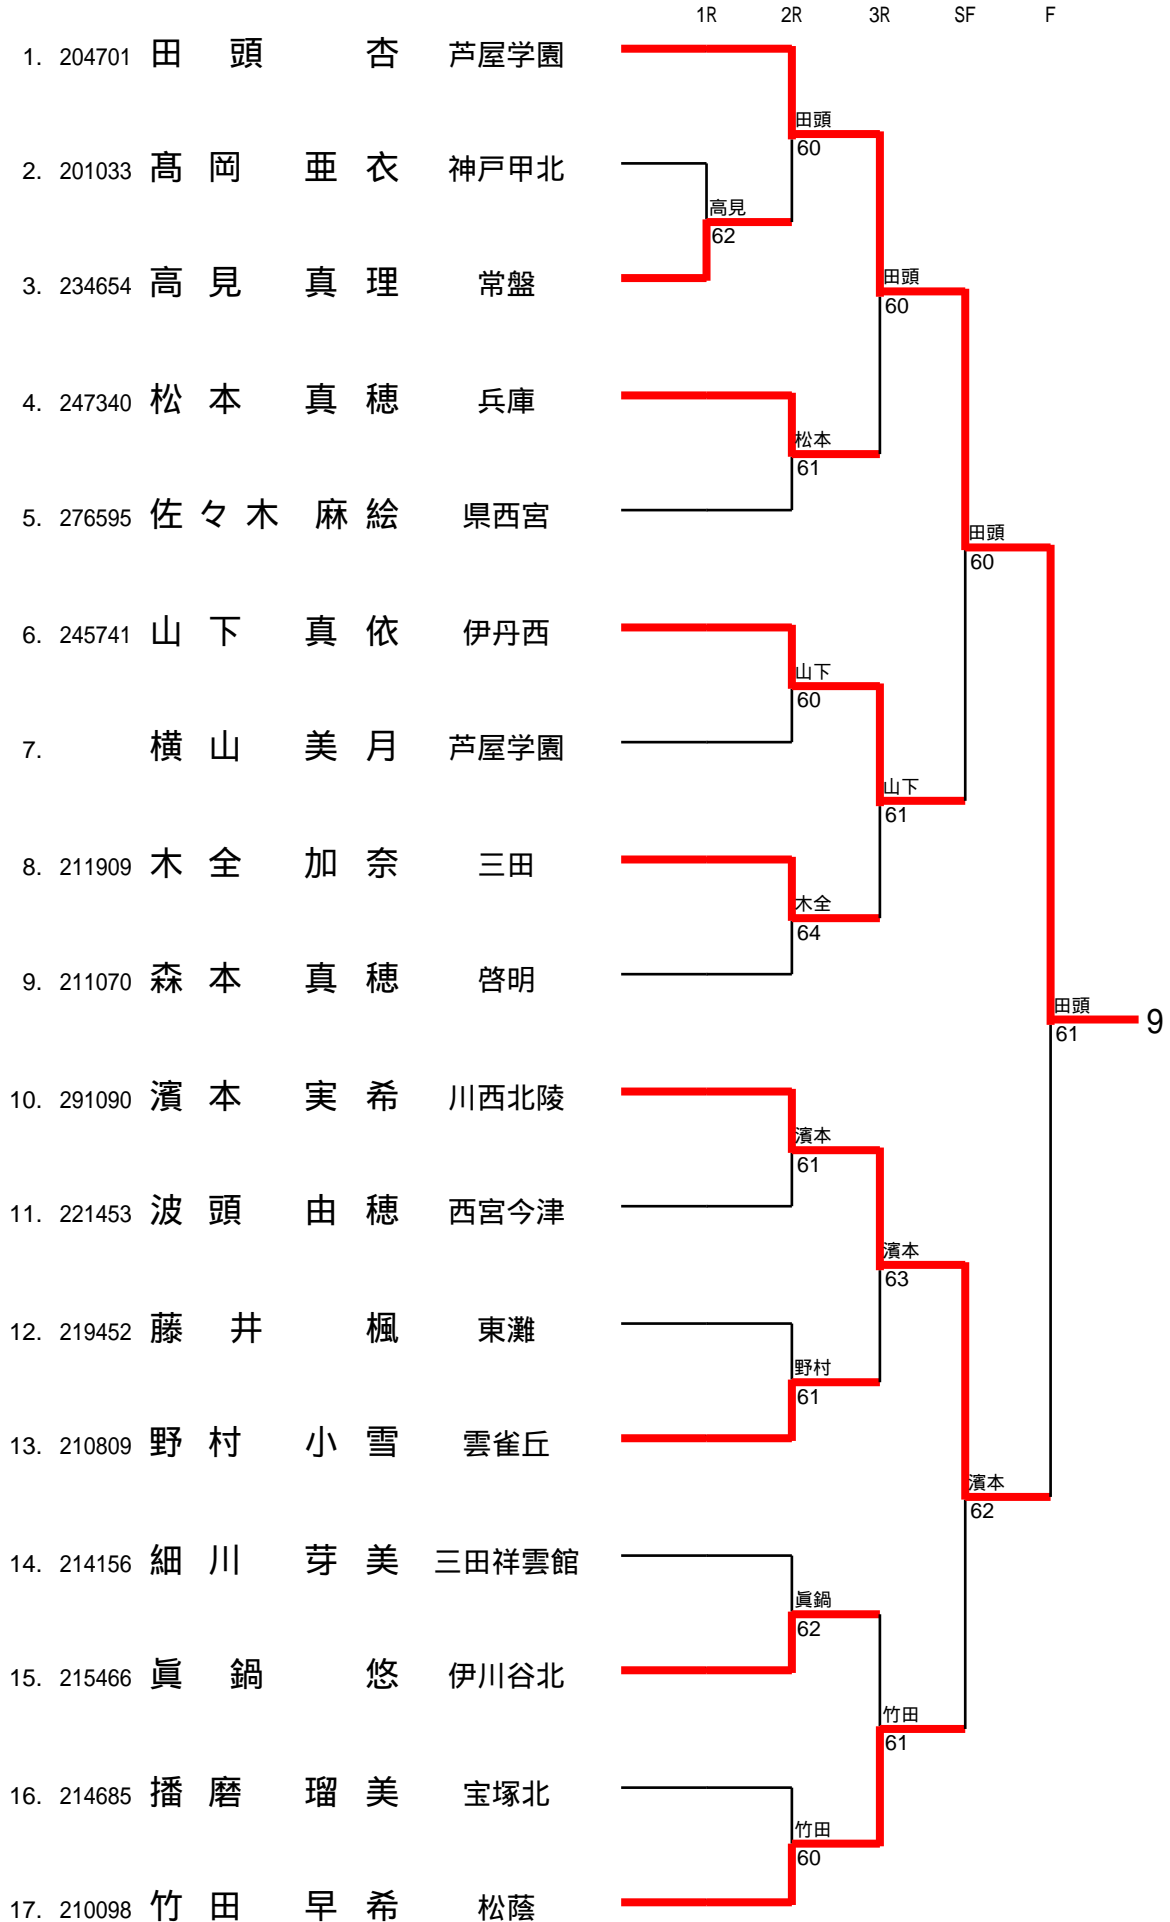 1R 2R 3R SF F
1. 204701 田 頭 杏 芦屋学園
田頭
60
2. 201033 髙 岡 亜 衣 神戸甲北
高見
62
3. 234654 高 見 真 理 常盤
田頭
60
4. 247340 松 本 真 穂 兵庫
松本
61
5. 276595 佐 々 木 麻 絵 県西宮
田頭
60
6. 245741 山 下 真 依 伊丹西
山下
60
7. 横 山 美 月 芦屋学園
山下
61
8. 211909 木 全 加 奈 三田
木全
64
9. 211070 森 本 真 穂 啓明
田頭
61
9
10. 291090 濱 本 実 希 川西北陵
濱本
61
11. 221453 波 頭 由 穂 西宮今津
濱本
63
12. 219452 藤 井 楓 東灘
野村
61
13. 210809 野 村 小 雪 雲雀丘
濱本
62
14. 214156 細 川 芽 美 三田祥雲館
眞鍋
62
15. 215466 眞 鍋 悠 伊川谷北
竹田
61
16. 214685 播 磨 瑠 美 宝塚北
竹田
60
17. 210098 竹 田 早 希 松蔭